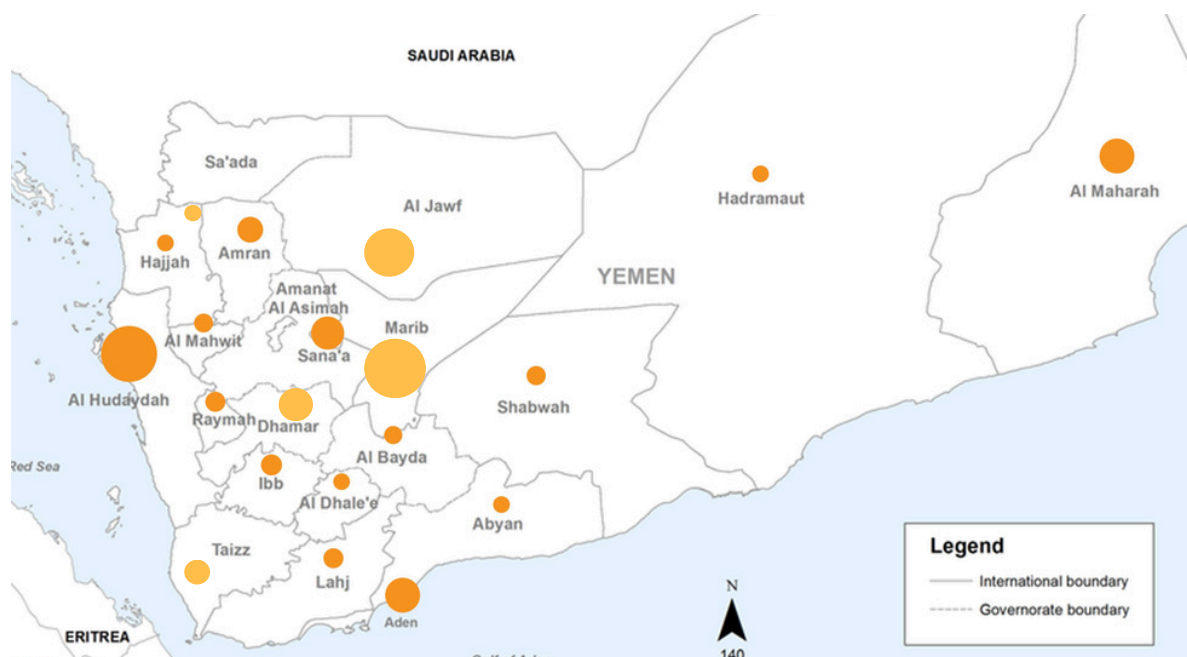 SAUDI ARABIA
Sa'ada
Al Jawf
Hadramaut
Al Maharah
Hajjah
Amran
YEMEN
Amanat
Al Asimah
Marib
Al Mahwit
Sana'a
Al Hudaydah
Raymah
Dhamar
Shabwah
Al Bayda
Red Sea
Ibb
Al Dhale'e
Abyan
Taizz
Lahj
Aden
ERITREA
N
140
Legend
International boundary
Governorate boundary